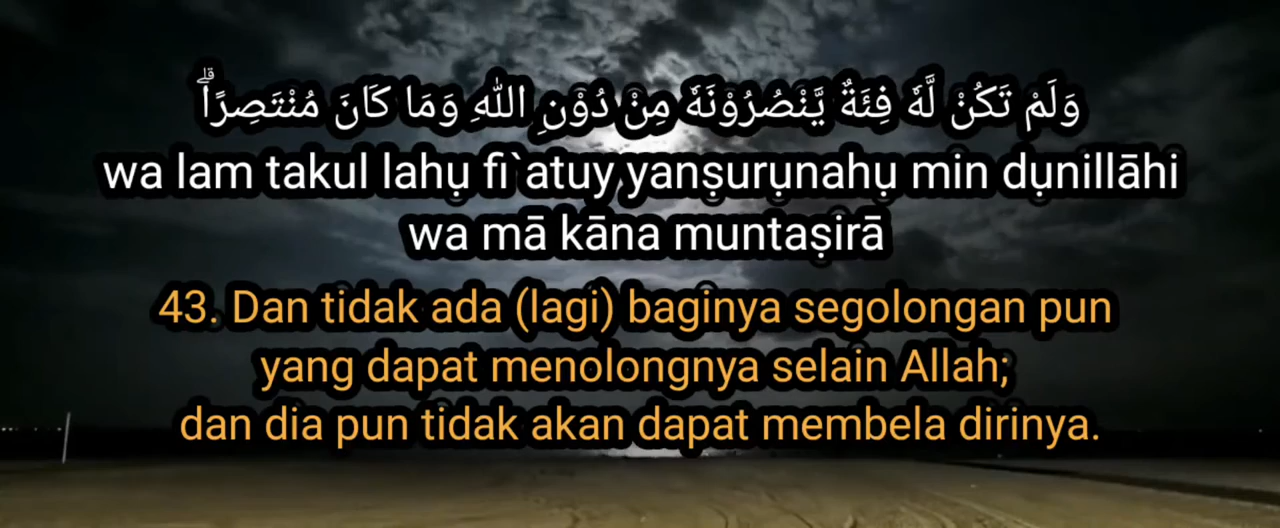 وَلَمْ تَكُنْ لَّهٗ فِئَةٌ يَّنْصُرُوْنَهٗ مِنْ دُوْنِ اللّٰهِ وَمَا كَانَ مُنْتَصِرًاۗ
wa lam takul lahụ fi`atuy yanṣurụnahụ min dụnillāhi
wa mā kāna muntaṣirā
43. Dan tidak ada (lagi) baginya segolongan pun
yang dapat menolongnya selain Allah;
dan dia pun tidak akan dapat membela dirinya.